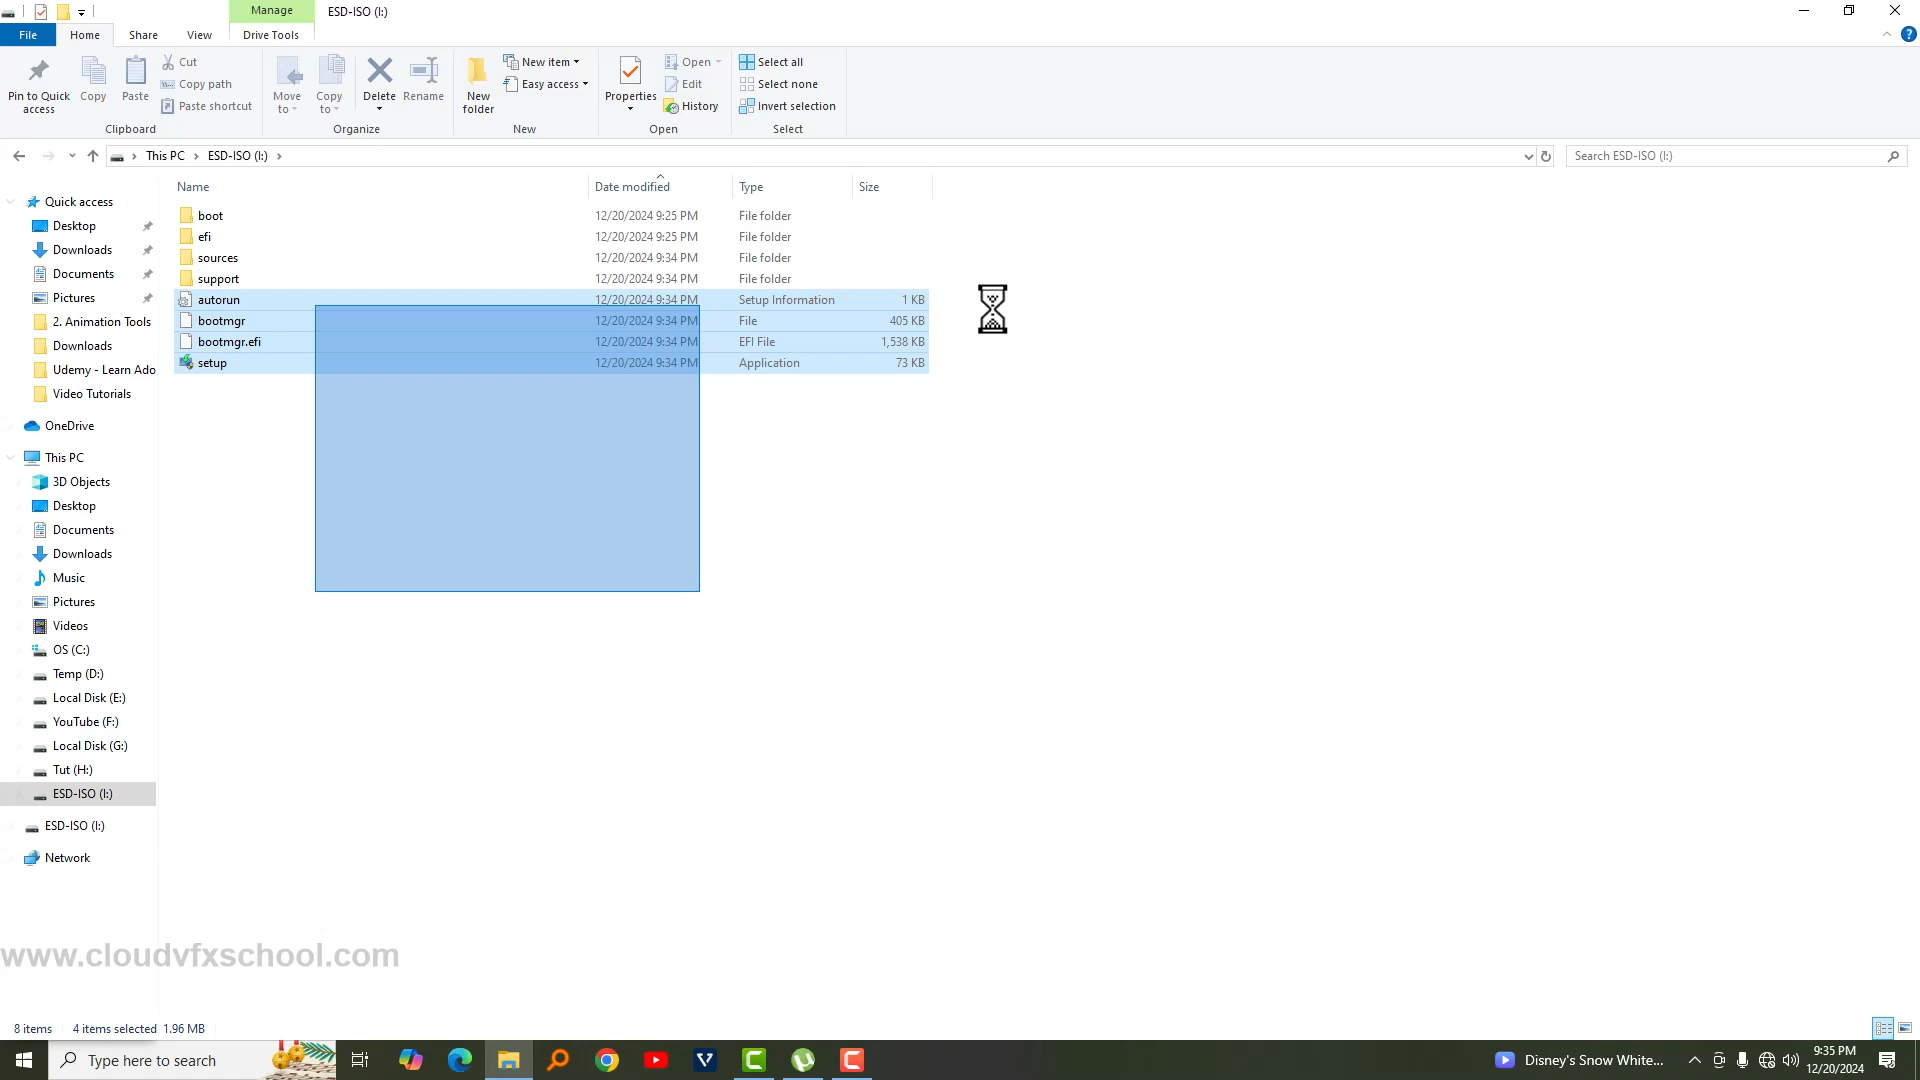 Manage
ESD-ISO (I:)
File
Home
Share
View
Drive Tools
Pin to Quick access
Copy
Paste
Cut
Copy path
Paste shortcut
Clipboard
Move to
Copy to
Delete
Rename
Organize
New folder
New item
Easy access
New
Properties
Open
Edit
History
Open
Select all
Select none
Invert selection
Select
This PC
ESD-ISO (I:)
Search ESD-ISO (I:)
Name Date modified Type Size
boot 12/20/2024 9:25 PM File folder
efi 12/20/2024 9:25 PM File folder
sources 12/20/2024 9:34 PM File folder
support 12/20/2024 9:34 PM File folder
autorun 12/20/2024 9:34 PM Setup Information 1 KB
bootmgr 12/20/2024 9:34 PM File 405 KB
bootmgr.efi 12/20/2024 9:34 PM EFI File 1,538 KB
setup 12/20/2024 9:34 PM Application 73 KB
Quick access
Desktop
Downloads
Documents
Pictures
2. Animation Tools
Downloads
Udemy - Learn Ado
Video Tutorials
OneDrive
This PC
3D Objects
Desktop
Documents
Downloads
Music
Pictures
Videos
OS (C:)
Temp (D:)
Local Disk (E:)
YouTube (F:)
Local Disk (G:)
Tut (H:)
ESD-ISO (I:)
ESD-ISO (I:)
Network
www.cloudvfxschool.com
8 items 4 items selected 1.96 MB
Type here to search
Disney's Snow White...
9:35 PM
12/20/2024